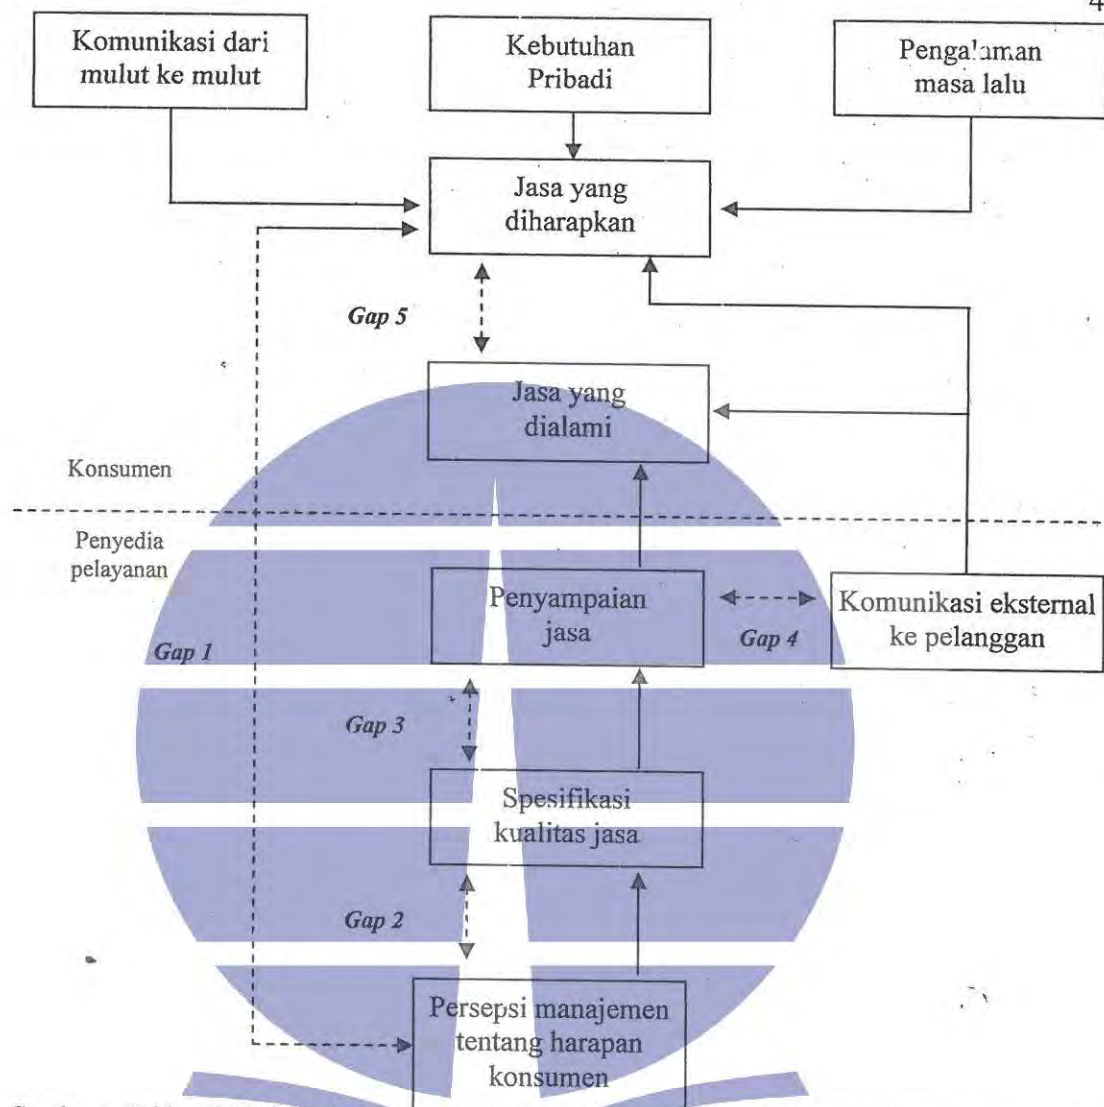 4
Komunikasi dari
mulut ke mulut
Kebutuhan
Pribadi
Pengalaman
masa lalu
Jasa yang
diharapkan
Gap 5
Jasa yang
dialami
Konsumen
Penyedia
pelayanan
Penyampaian
jasa
Gap 4
Komunikasi eksternal
ke pelanggan
Gap 1
Gap 3
Spesifikasi
kualitas jasa
Gap 2
Persepsi manajemen
tentang harapan
konsumen